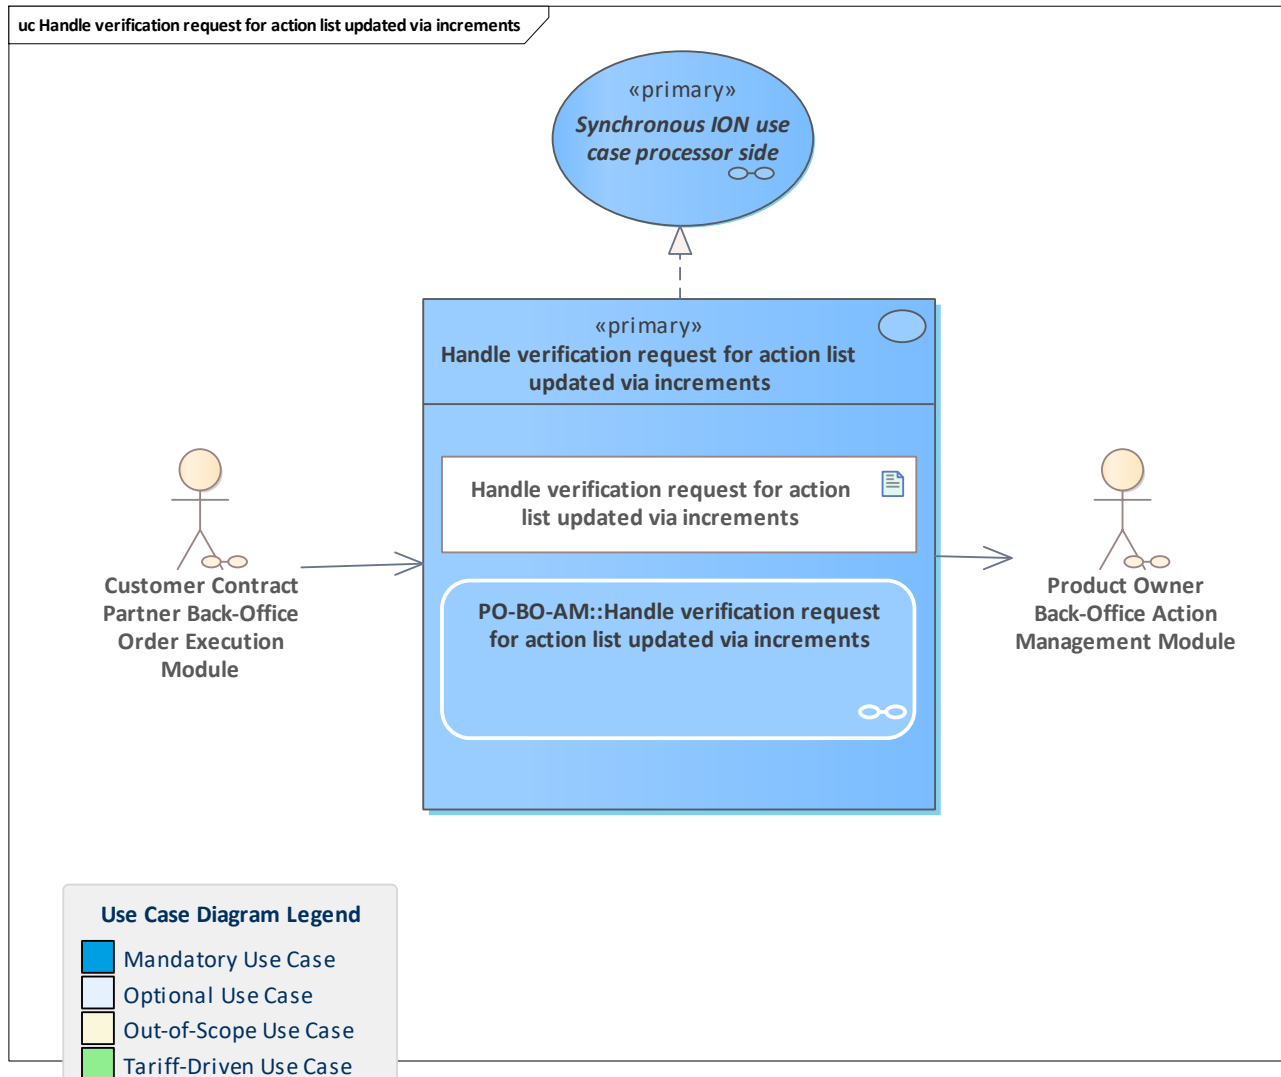 uc Handle verification request for action list updated via increments
«primary»
Synchronous ION use
case processor side
«primary»
Handle verification request for action list
updated via increments
Handle verification request for action
list updated via increments
PO-BO-AM::Handle verification request
for action list updated via increments
Customer Contract
Partner Back-Office
Order Execution
Module
Product Owner
Back-Office Action
Management Module
Use Case Diagram Legend
Mandatory Use Case
Optional Use Case
Out-of-Scope Use Case
Tariff-Driven Use Case